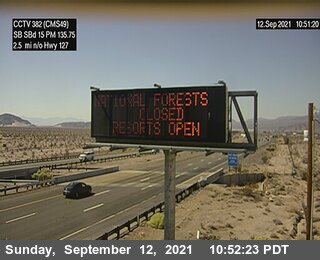 CCTV 382 (CMS49)
SB SBd 15 PM 135.75
2.5 mi n/o Hwy 127
12.Sep 2021 10:51:20
NATIONAL FORESTS
CLOSED
RESORTS OPEN
Sunday, September 12, 2021 10:52:23 PDT